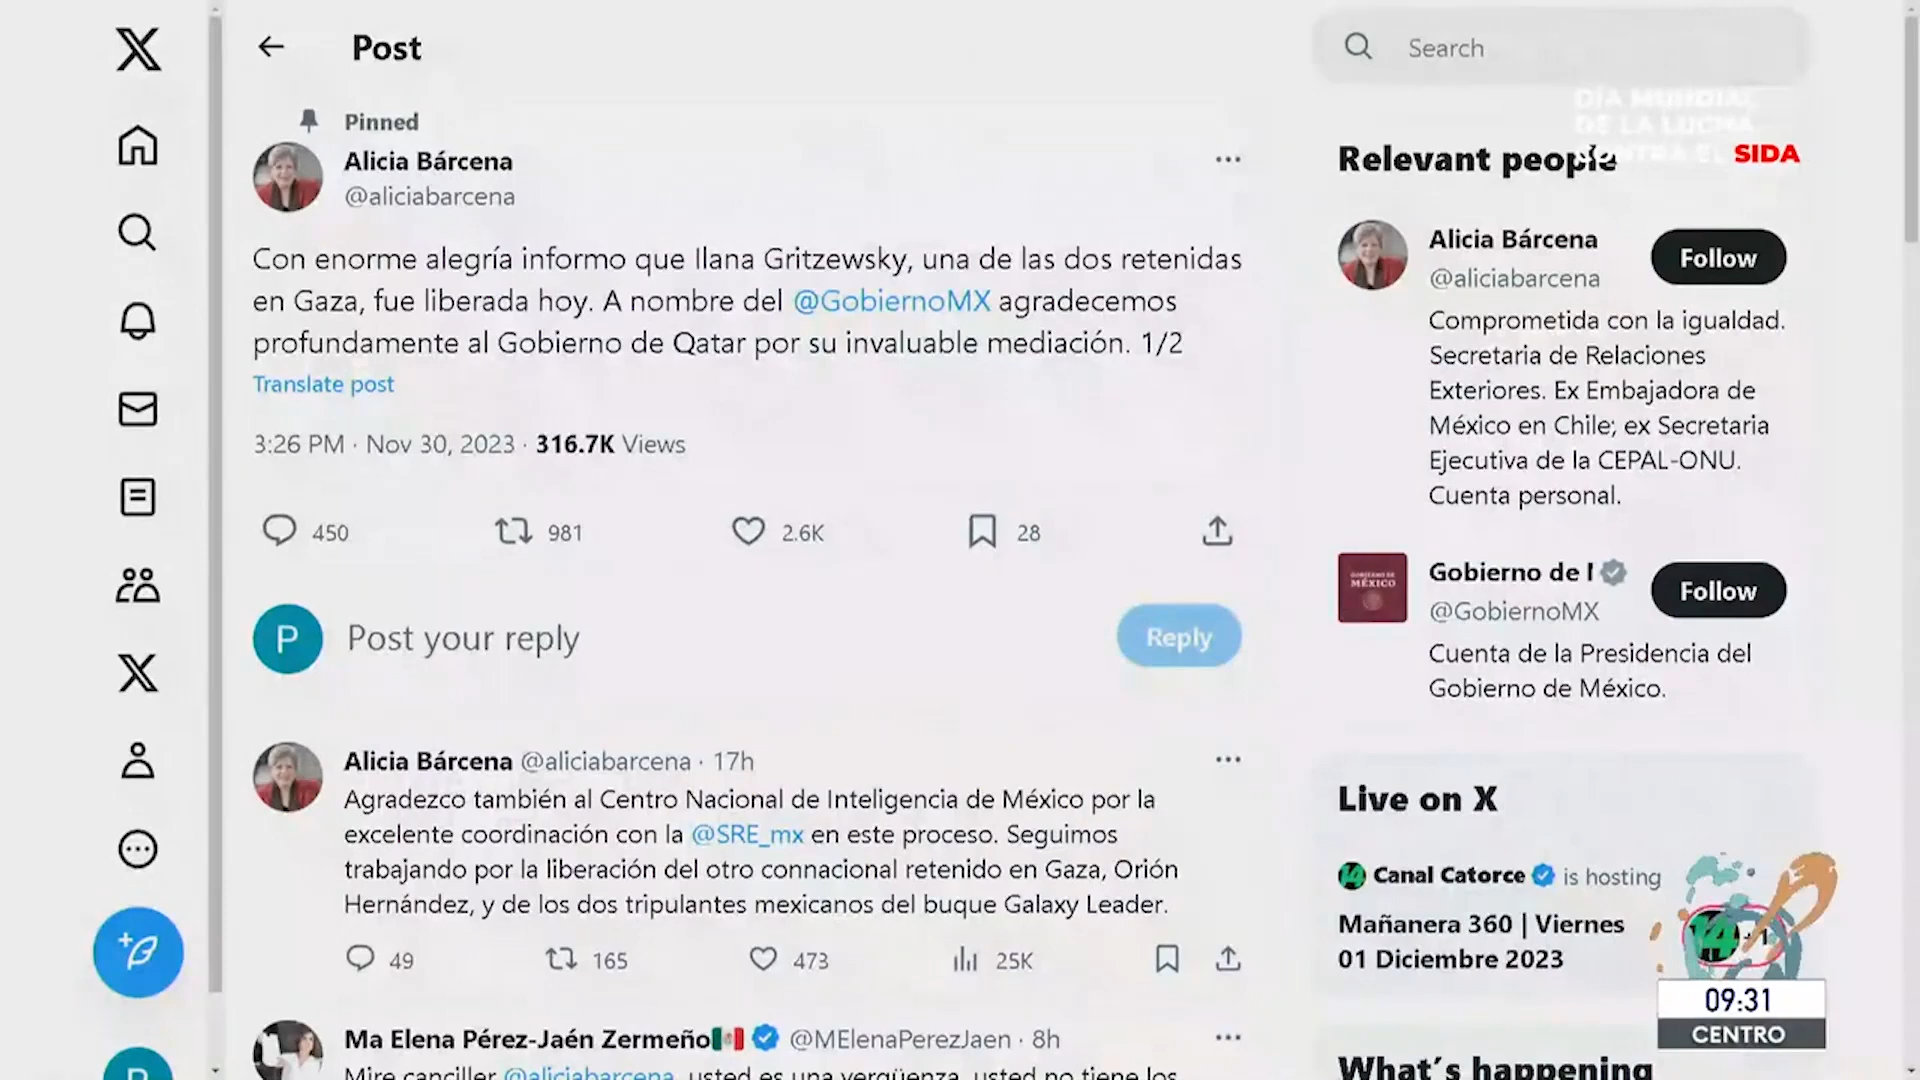 Post
Search
Pinned
Alicia Bárcena
@aliciabarcena
Con enorme alegría informo que Ilana Gritzewsky, una de las dos retenidas
en Gaza, fue liberada hoy. A nombre del @GobiernoMX agradecemos
profundamente al Gobierno de Qatar por su invaluable mediación. 1/2
Translate post
3:26 PM · Nov 30, 2023 · 316.7K Views
450 981 2.6K 28
P Post your reply Reply
Alicia Bárcena @aliciabarcena · 17h
Agradezco también al Centro Nacional de Inteligencia de México por la
excelente coordinación con la @SRE_mx en este proceso. Seguimos
trabajando por la liberación del otro connacional retenido en Gaza, Orión
Hernández, y de los dos tripulantes mexicanos del buque Galaxy Leader.
49 165 473 25K
Ma Elena Pérez-Jaén Zermeño @MElenaPerezJaen · 8h
Mire canciller @aliciabarcena, usted es una vergüenza, usted no tiene los
DÍA MUNDIAL
DE LA LUCHA
CONTRA EL SIDA
Relevant people
Alicia Bárcena
@aliciabarcena
Follow
Comprometida con la igualdad.
Secretaria de Relaciones
Exteriores. Ex Embajadora de
México en Chile; ex Secretaria
Ejecutiva de la CEPAL-ONU.
Cuenta personal.
GOBIERNO DE
MÉXICO
Gobierno de
@GobiernoMX
Follow
Cuenta de la Presidencia del
Gobierno de México.
Live on X
14 Canal Catorce is hosting
Mañanera 360 | Viernes
01 Diciembre 2023
14
09:31
CENTRO
What's happening